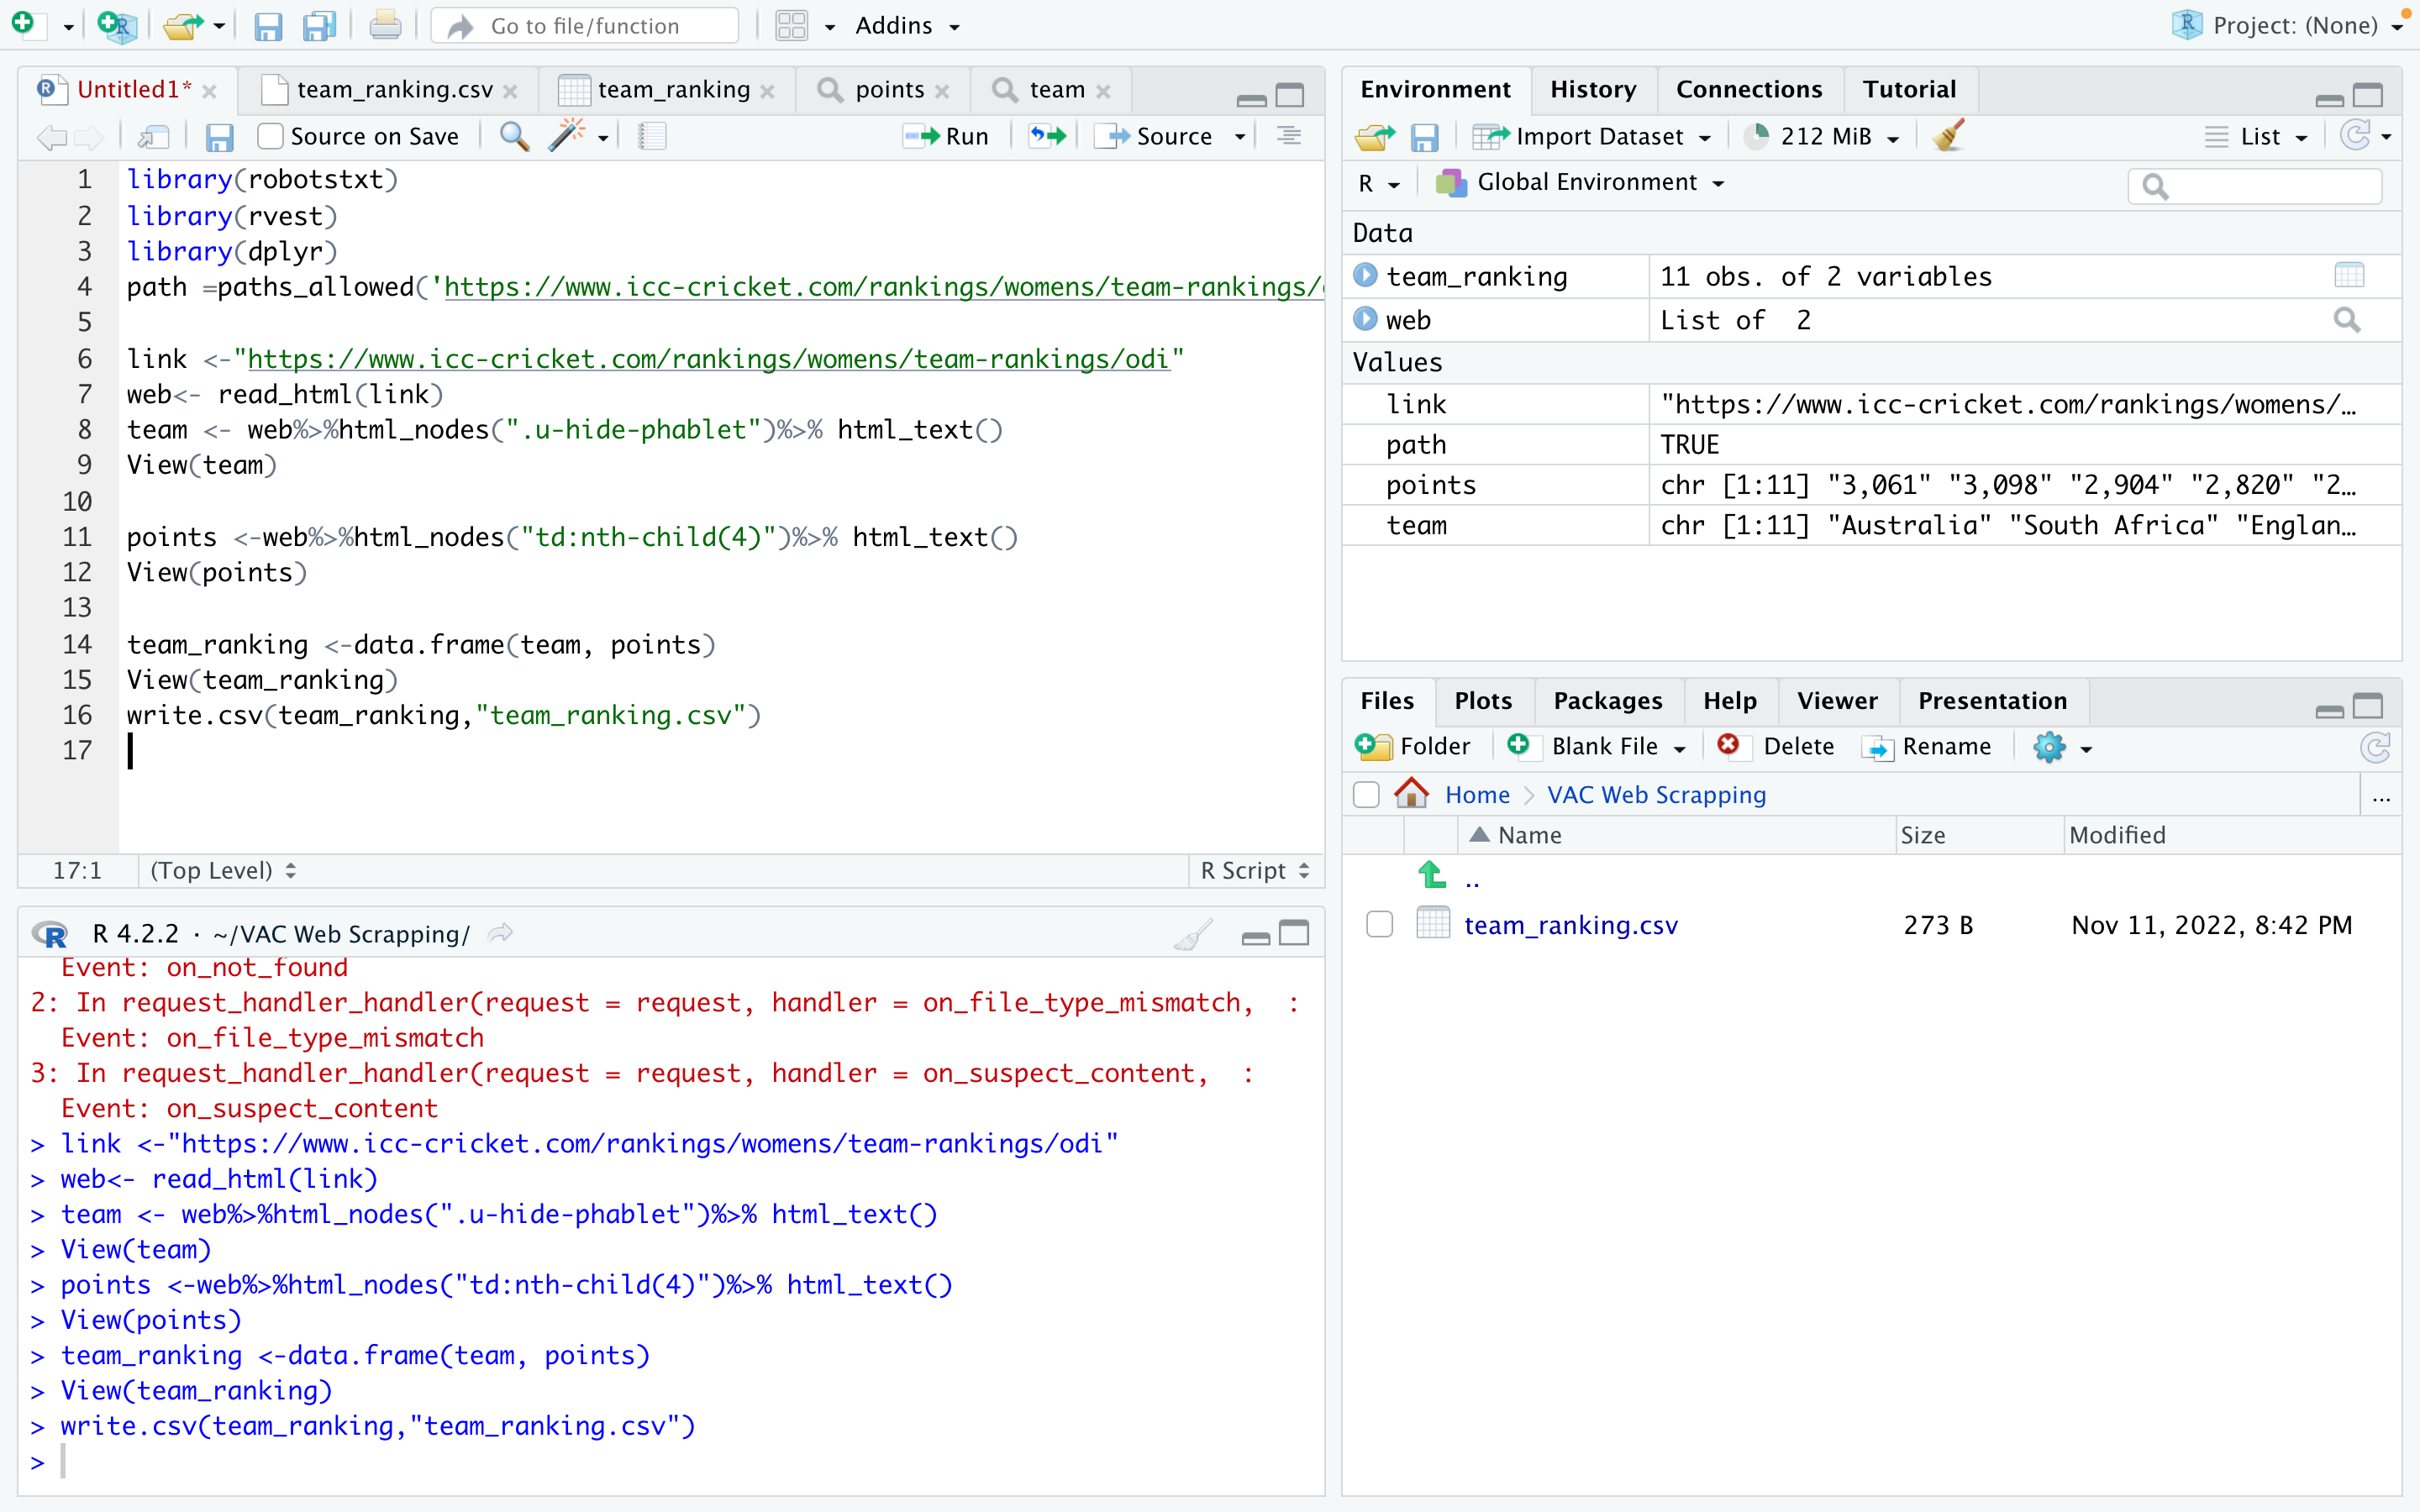 Go to file/function
Addins
Project: (None)
Untitled1*
team_ranking.csv
team_ranking
points
team
Source on Save
Run
Source
1 library(robotstxt)
2 library(rvest)
3 library(dplyr)
4 path =paths_allowed('https://www.icc-cricket.com/rankings/womens/team-rankings/
5
6 link <-"https://www.icc-cricket.com/rankings/womens/team-rankings/odi"
7 web<- read_html(link)
8 team <- web%>%html_nodes(".u-hide-phablet")%>% html_text()
9 View(team)
10
11 points <-web%>%html_nodes("td:nth-child(4)")%>% html_text()
12 View(points)
13
14 team_ranking <-data.frame(team, points)
15 View(team_ranking)
16 write.csv(team_ranking,"team_ranking.csv")
17
17:1
(Top Level)
R Script
R 4.2.2 · ~/VAC Web Scrapping/
Event: on_not_found
2: In request_handler_handler(request = request, handler = on_file_type_mismatch,  :
Event: on_file_type_mismatch
3: In request_handler_handler(request = request, handler = on_suspect_content,  :
Event: on_suspect_content
> link <-"https://www.icc-cricket.com/rankings/womens/team-rankings/odi"
> web<- read_html(link)
> team <- web%>%html_nodes(".u-hide-phablet")%>% html_text()
> View(team)
> points <-web%>%html_nodes("td:nth-child(4)")%>% html_text()
> View(points)
> team_ranking <-data.frame(team, points)
> View(team_ranking)
> write.csv(team_ranking,"team_ranking.csv")
>
Environment History Connections Tutorial
Import Dataset
212 MiB
List
R
Global Environment
Data
team_ranking 11 obs. of 2 variables
web List of  2
Values
link "https://www.icc-cricket.com/rankings/womens/…
path TRUE
points chr [1:11] "3,061" "3,098" "2,904" "2,820" "2…
team chr [1:11] "Australia" "South Africa" "Englan…
Files Plots Packages Help Viewer Presentation
Folder
Blank File
Delete
Rename
Home
VAC Web Scrapping
...
Name Size Modified
..
team_ranking.csv 273 B Nov 11, 2022, 8:42 PM